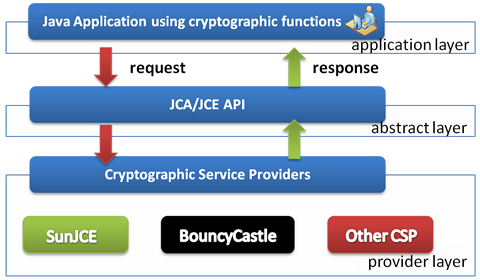 Java Application using cryptographic functions
application layer
request
response
JCA/JCE API
abstract layer
Cryptographic Service Providers
SunJCE
BouncyCastle
Other CSP
provider layer